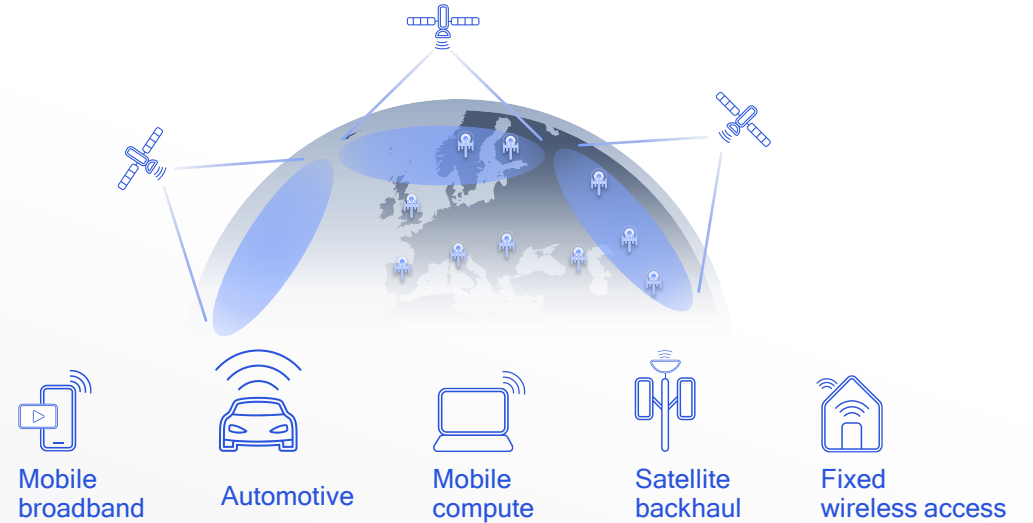 Mobile
broadband
Automotive
Mobile
compute
Satellite
backhaul
Fixed
wireless access